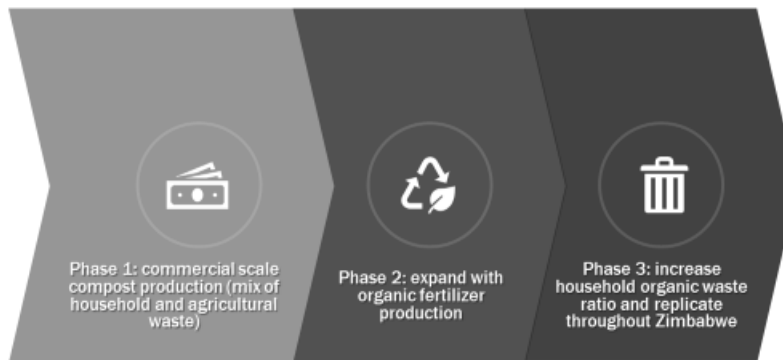 Phase 1: commercial scale
compost production (mix of
household and agricultural
waste)
Phase 2: expand with
organic fertilizer
production
Phase 3: increase
household organic waste
ratio and replicate
throughout Zimbabwe